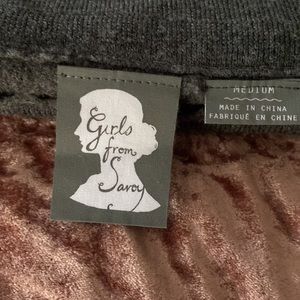 Girls
from
Savoy
MEDIUM
MADE IN CHINA
FABRIQUÉ EN CHINE